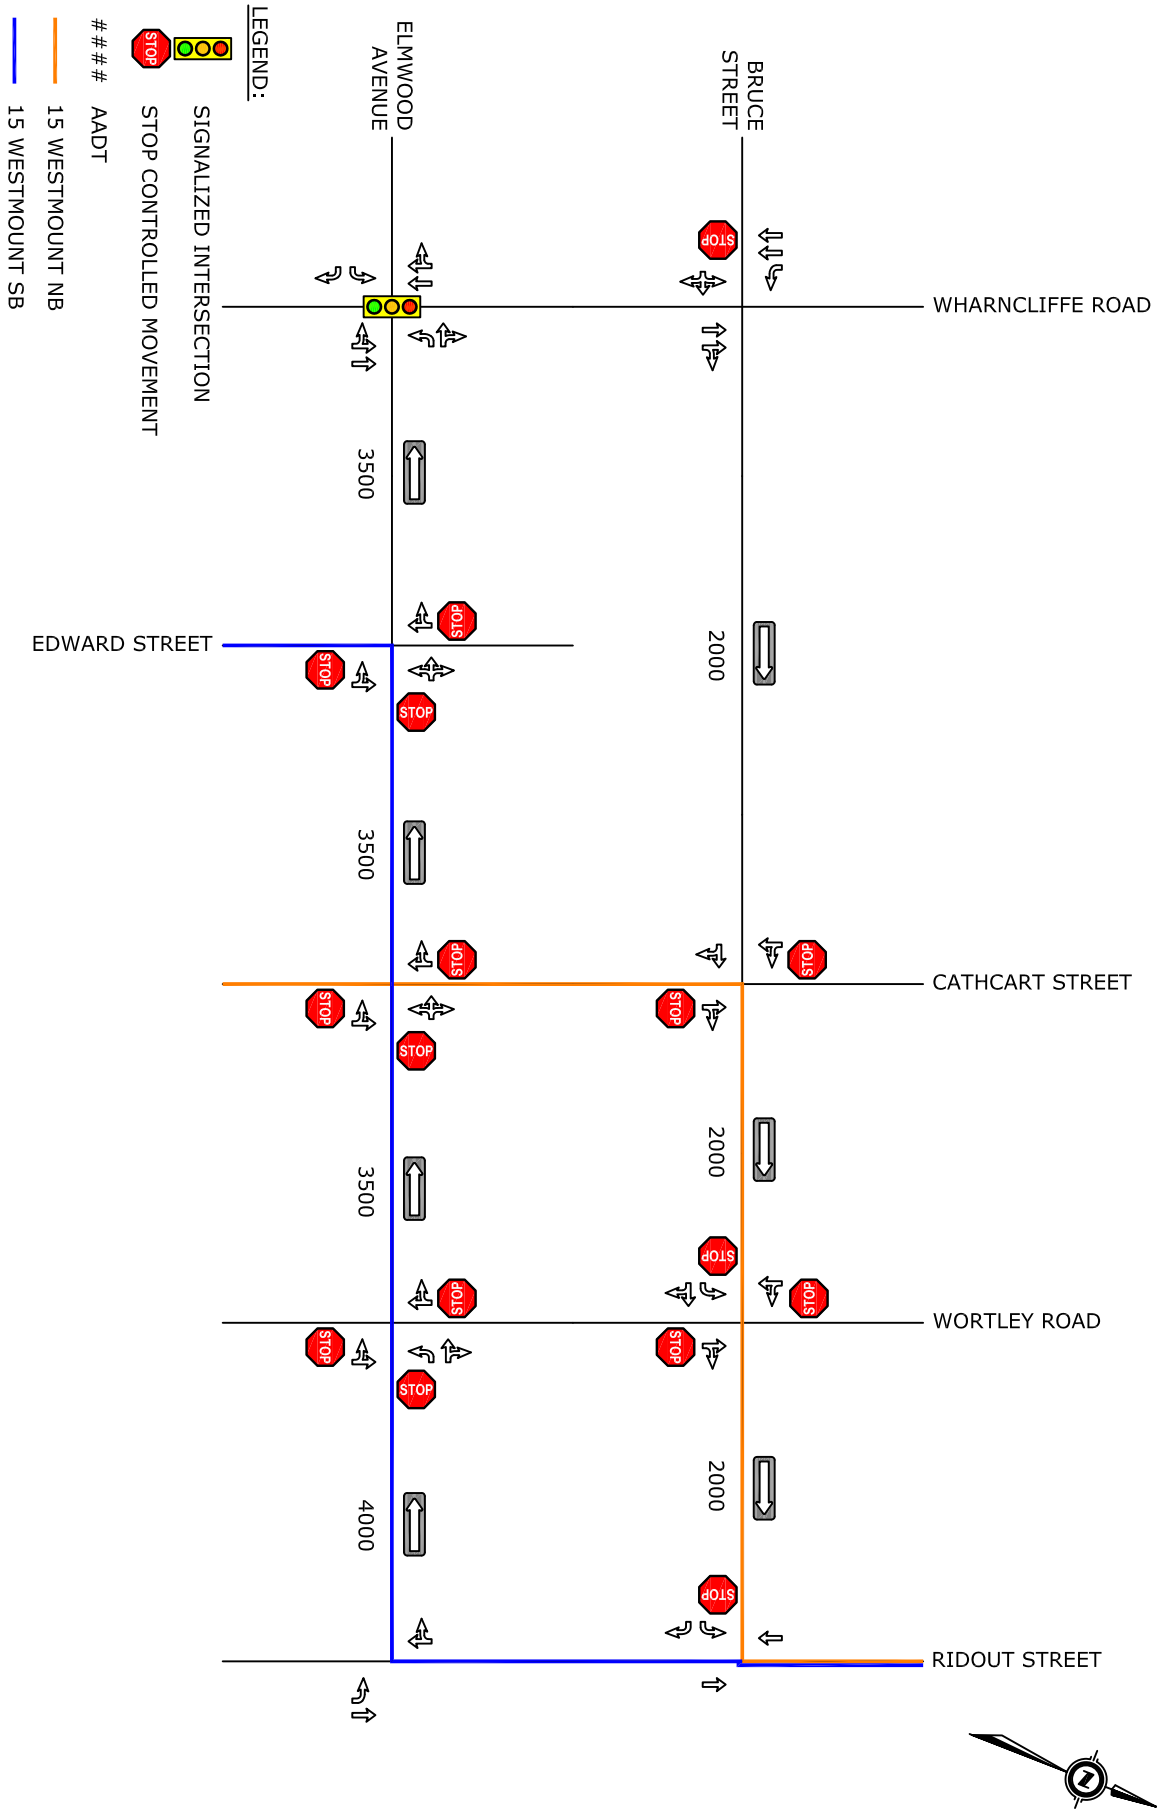 LEGEND:
SIGNALIZED INTERSECTION
STOP
STOP CONTROLLED MOVEMENT
#### AADT
15 WESTMOUNT NB
15 WESTMOUNT SB
ELMWOOD
AVENUE
BRUCE
STREET
STOP
WHARNCLIFFE ROAD
3500
STOP
2000
EDWARD STREET
STOP
STOP
3500
STOP
STOP
CATHCART STREET
STOP
STOP
STOP
2000
3500
STOP
STOP
STOP
WORTLEY ROAD
STOP
STOP
STOP
2000
4000
STOP
RIDOUT STREET
Z